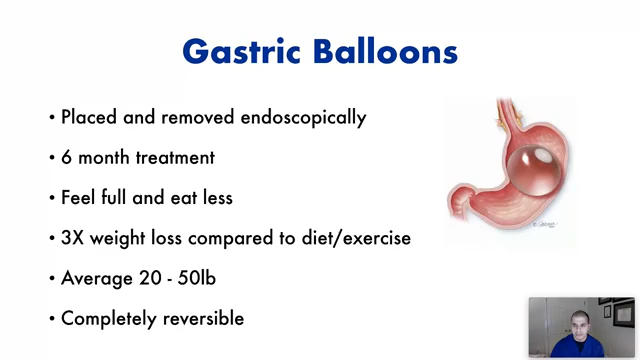 Gastric Balloons
• Placed and removed endoscopically
• 6 month treatment
• Feel full and eat less
• 3X weight loss compared to diet/exercise
• Average 20 - 50lb
• Completely reversible